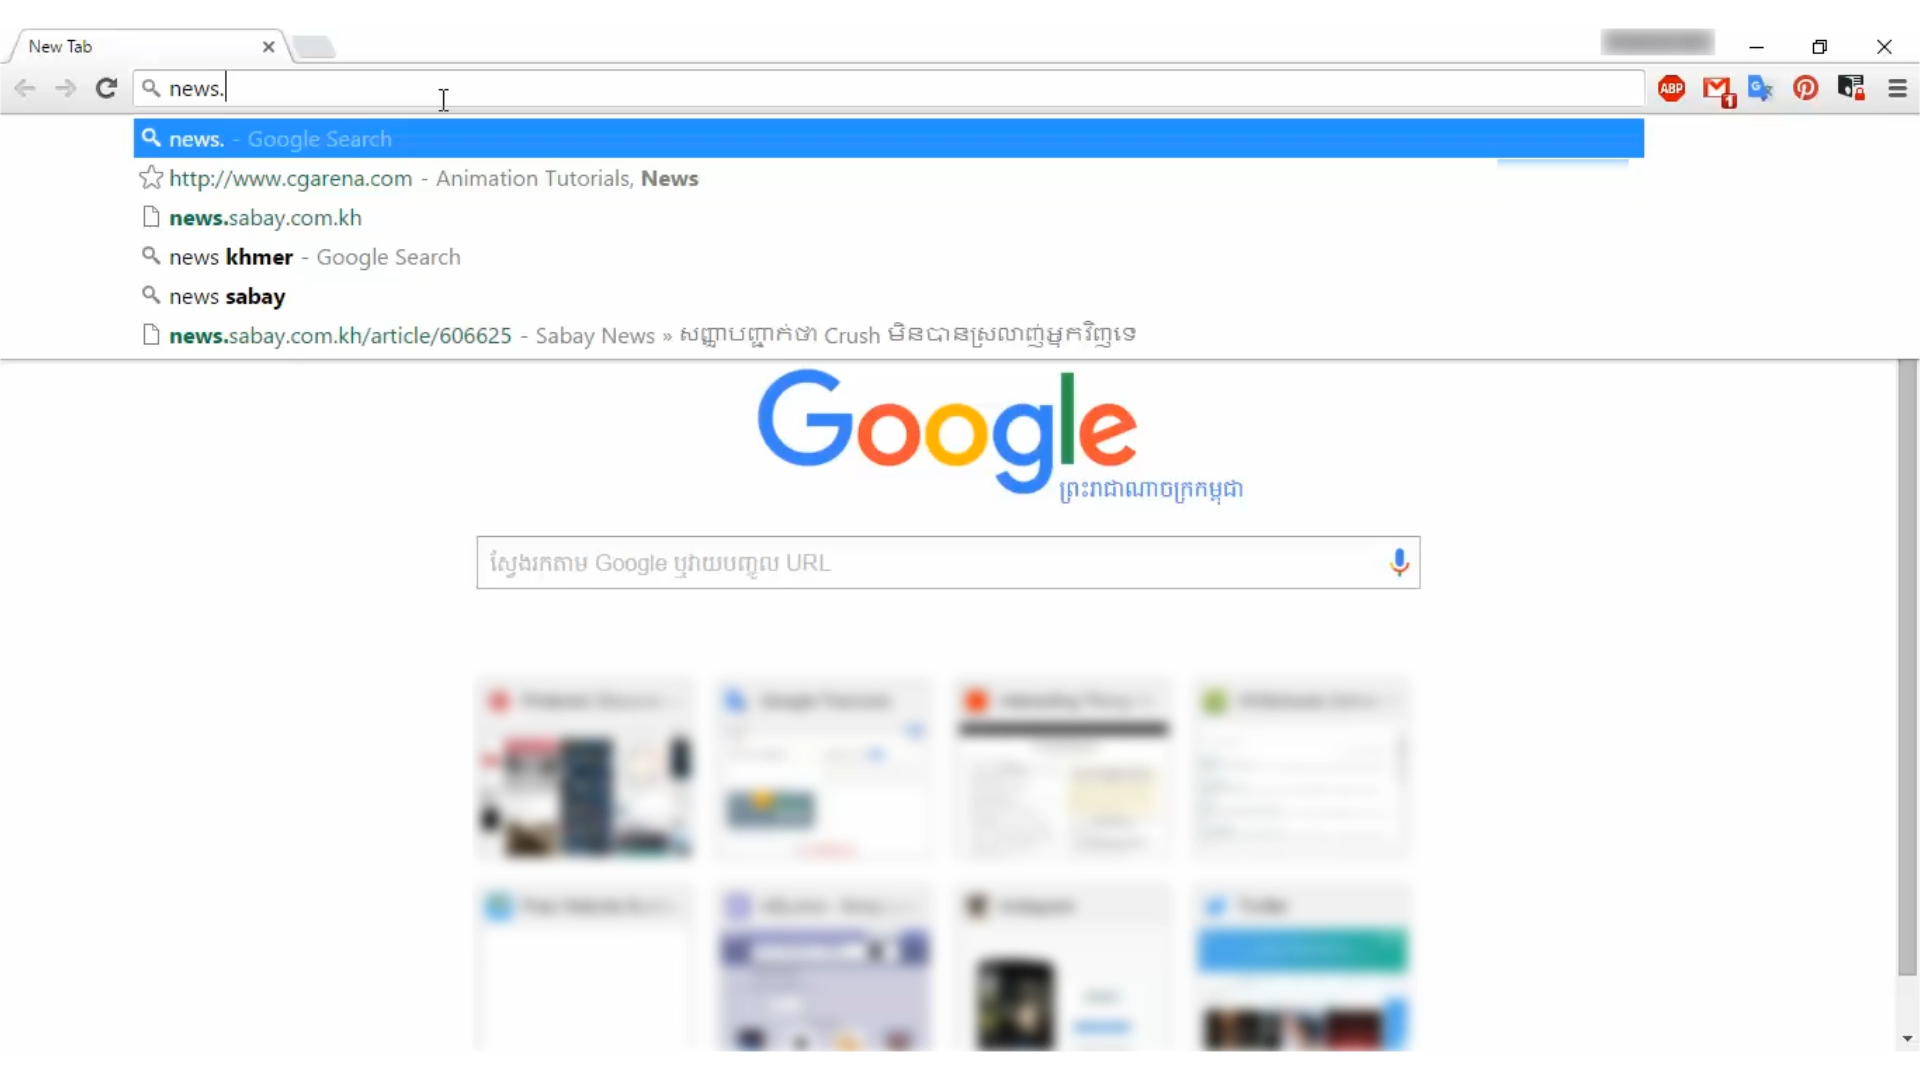 New Tab
news.
ABP
1
news. - Google Search
http://www.cgarena.com - Animation Tutorials, News
news.sabay.com.kh
news khmer - Google Search
news sabay
news.sabay.com.kh/article/606625 - Sabay News » សញ្ញាបញ្ជាក់ថា Crush មិនបានស្រលាញ់អ្នកវិញទេ
Google
ព្រះរាជាណាចក្រកម្ពុជា
ស្វែងរកតាម Google ឬវាយបញ្ចូល URL